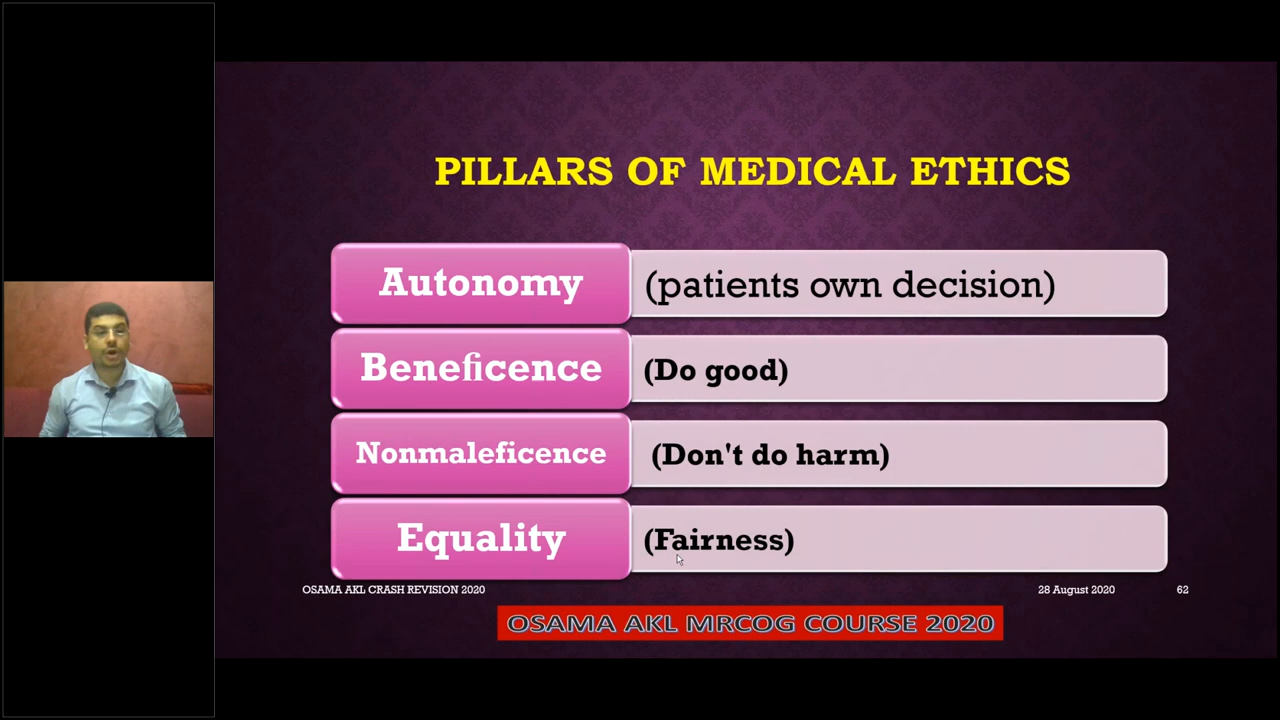 PILLARS OF MEDICAL ETHICS
Autonomy (patients own decision)
Beneficence (Do good)
Nonmaleficence (Don't do harm)
Equality (Fairness)
OSAMA AKL CRASH REVISION 2020 28 August 2020 62
OSAMA AKL MRCOG COURSE 2020